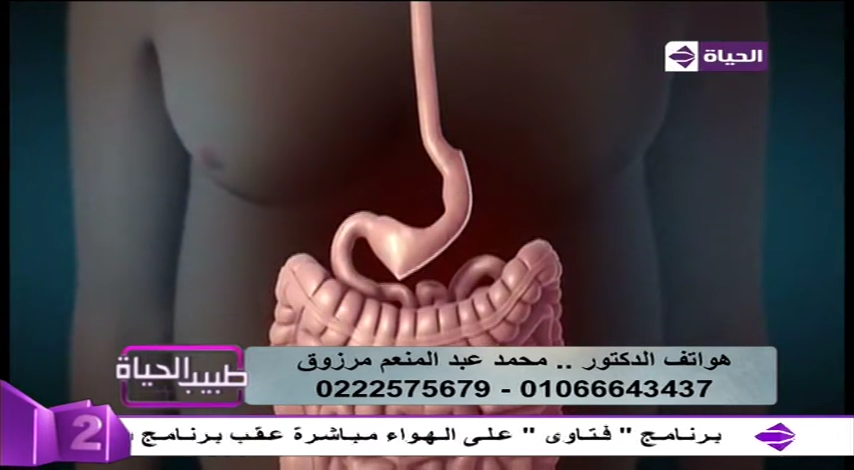 الحياة
هواتف الدكتور .. محمد عبد المنعم مرزوق
0222575679 - 01066643437
طبيب الحياة
2
برنامج " فتاوى " على الهواء مباشرة عقب برنامج